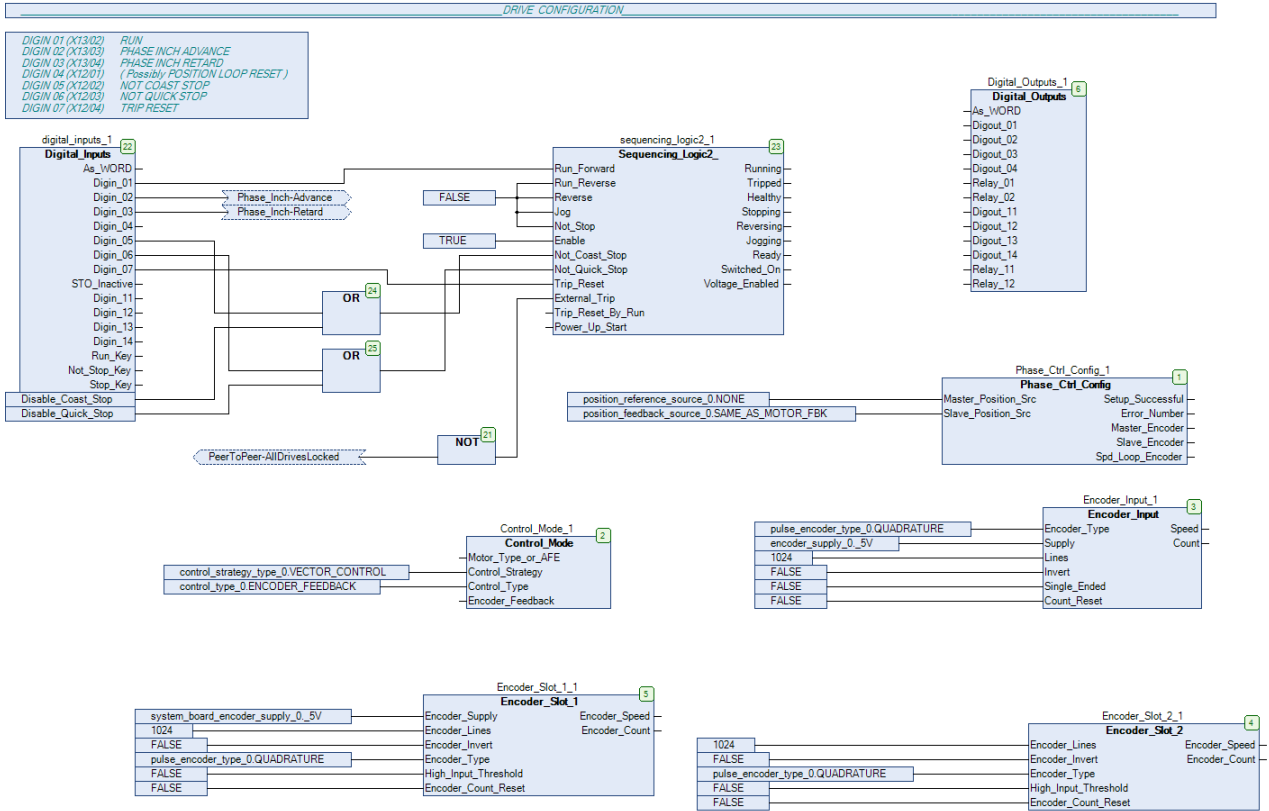 DRIVE CONFIGURATION
DIGIN 01 (X13/02) RUN
DIGIN 02 (X13/03) PHASE INCH ADVANCE
DIGIN 03 (X13/04) PHASE INCH RETARD
DIGIN 04 (X12/01) ( Possibly POSITION LOOP RESET )
DIGIN 05 (X12/02) NOT COAST STOP
DIGIN 06 (X12/03) NOT QUICK STOP
DIGIN 07 (X12/04) TRIP RESET
digital_inputs_1
22
Digital_Inputs
As_WORD
Digin_01
Digin_02
Digin_03
Digin_04
Digin_05
Digin_06
Digin_07
STO_Inactive
Digin_11
Digin_12
Digin_13
Digin_14
Run_Key
Not_Stop_Key
Stop_Key
Disable_Coast_Stop
Disable_Quick_Stop
Phase_Inch-Advance
Phase_Inch-Retard
OR
24
OR
25
NOT
21
PeerToPeer-AllDrivesLocked
FALSE
TRUE
sequencing_logic2_1
23
Sequencing_Logic2_
Run_Forward Running
Run_Reverse Tripped
Reverse Healthy
Jog Stopping
Not_Stop Reversing
Enable Jogging
Not_Coast_Stop Ready
Not_Quick_Stop Switched_On
Trip_Reset Voltage_Enabled
External_Trip
Trip_Reset_By_Run
Power_Up_Start
Digital_Outputs_1
6
Digital_Outputs
As_WORD
Digout_01
Digout_02
Digout_03
Digout_04
Relay_01
Relay_02
Digout_11
Digout_12
Digout_13
Digout_14
Relay_11
Relay_12
Phase_Ctrl_Config_1
1
Phase_Ctrl_Config
position_reference_source_0.NONE Master_Position_Src Setup_Successful
position_feedback_source_0.SAME_AS_MOTOR_FBK Slave_Position_Src Error_Number
Master_Encoder
Slave_Encoder
Spd_Loop_Encoder
Control_Mode_1
2
Control_Mode
Motor_Type_or_AFE
control_strategy_type_0.VECTOR_CONTROL Control_Strategy
control_type_0.ENCODER_FEEDBACK Control_Type
Encoder_Feedback
Encoder_Input_1
3
Encoder_Input
pulse_encoder_type_0.QUADRATURE Encoder_Type Speed
encoder_supply_0._5V Supply Count
1024 Lines
FALSE Invert
FALSE Single_Ended
FALSE Count_Reset
Encoder_Slot_1_1
5
Encoder_Slot_1
system_board_encoder_supply_0._5V Encoder_Supply Encoder_Speed
1024 Encoder_Lines Encoder_Count
FALSE Encoder_Invert
pulse_encoder_type_0.QUADRATURE Encoder_Type
FALSE High_Input_Threshold
FALSE Encoder_Count_Reset
Encoder_Slot_2_1
4
Encoder_Slot_2
1024 Encoder_Lines Encoder_Speed
FALSE Encoder_Invert Encoder_Count
pulse_encoder_type_0.QUADRATURE Encoder_Type
FALSE High_Input_Threshold
FALSE Encoder_Count_Reset